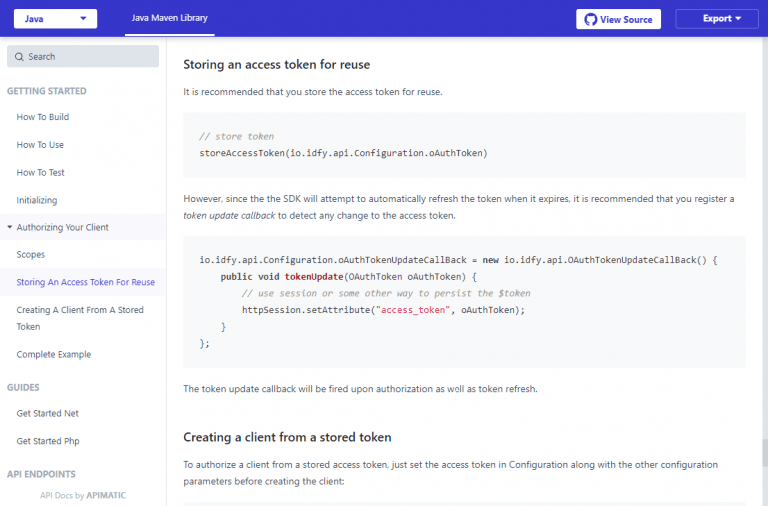 Java
Java Maven Library
View Source
Export
Search
GETTING STARTED
How To Build
How To Use
How To Test
Initializing
Authorizing Your Client
Scopes
Storing An Access Token For Reuse
Creating A Client From A Stored
Token
Complete Example
GUIDES
Get Started Net
Get Started Php
API ENDPOINTS
API Docs by APIMATIC
Storing an access token for reuse
It is recommended that you store the access token for reuse.
// store token
storeAccessToken(io.idfy.api.Configuration.oAuthToken)
However, since the the SDK will attempt to automatically refresh the token when it expires, it is recommended that you register a
token update callback to detect any change to the access token.
io.idfy.api.Configuration.oAuthTokenUpdateCallBack = new io.idfy.api.OAuthTokenUpdateCallBack() {
public void tokenUpdate(OAuthToken oAuthToken) {
// use session or some other way to persist the $token
httpSession.setAttribute("access_token", oAuthToken);
}
};
The token update callback will be fired upon authorization as well as token refresh.
Creating a client from a stored token
To authorize a client from a stored access token, just set the access token in Configuration along with the other configuration
parameters before creating the client: